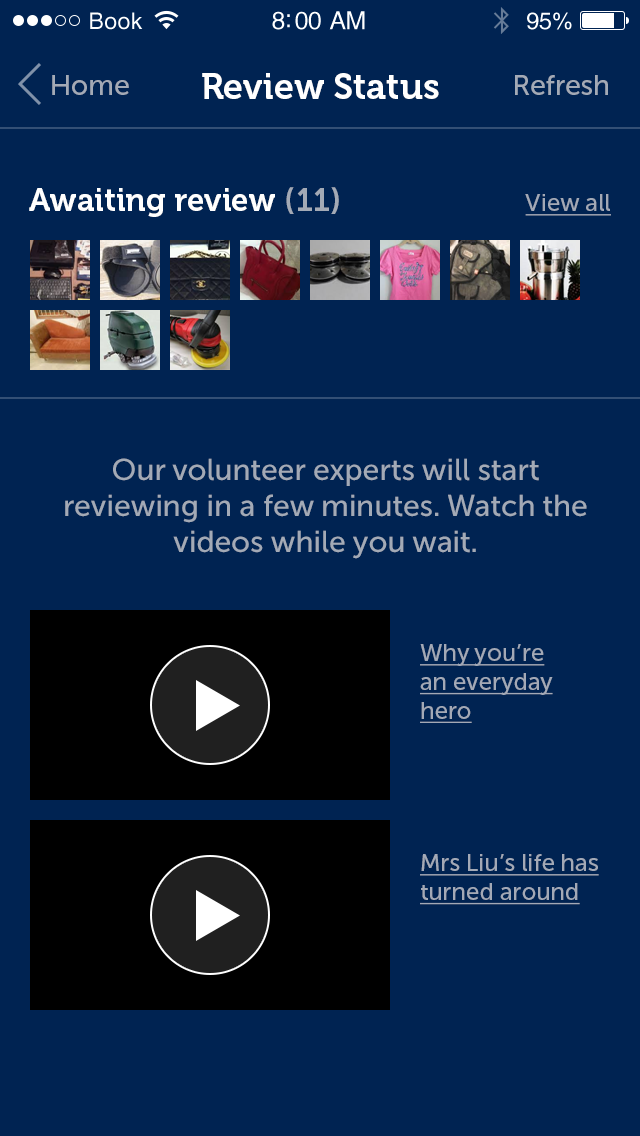 Book 8:00 AM 95%
Home Review Status Refresh
Awaiting review (11) View all
Our volunteer experts will start
reviewing in a few minutes. Watch the
videos while you wait.
Why you’re
an everyday
hero
Mrs Liu’s life has
turned around